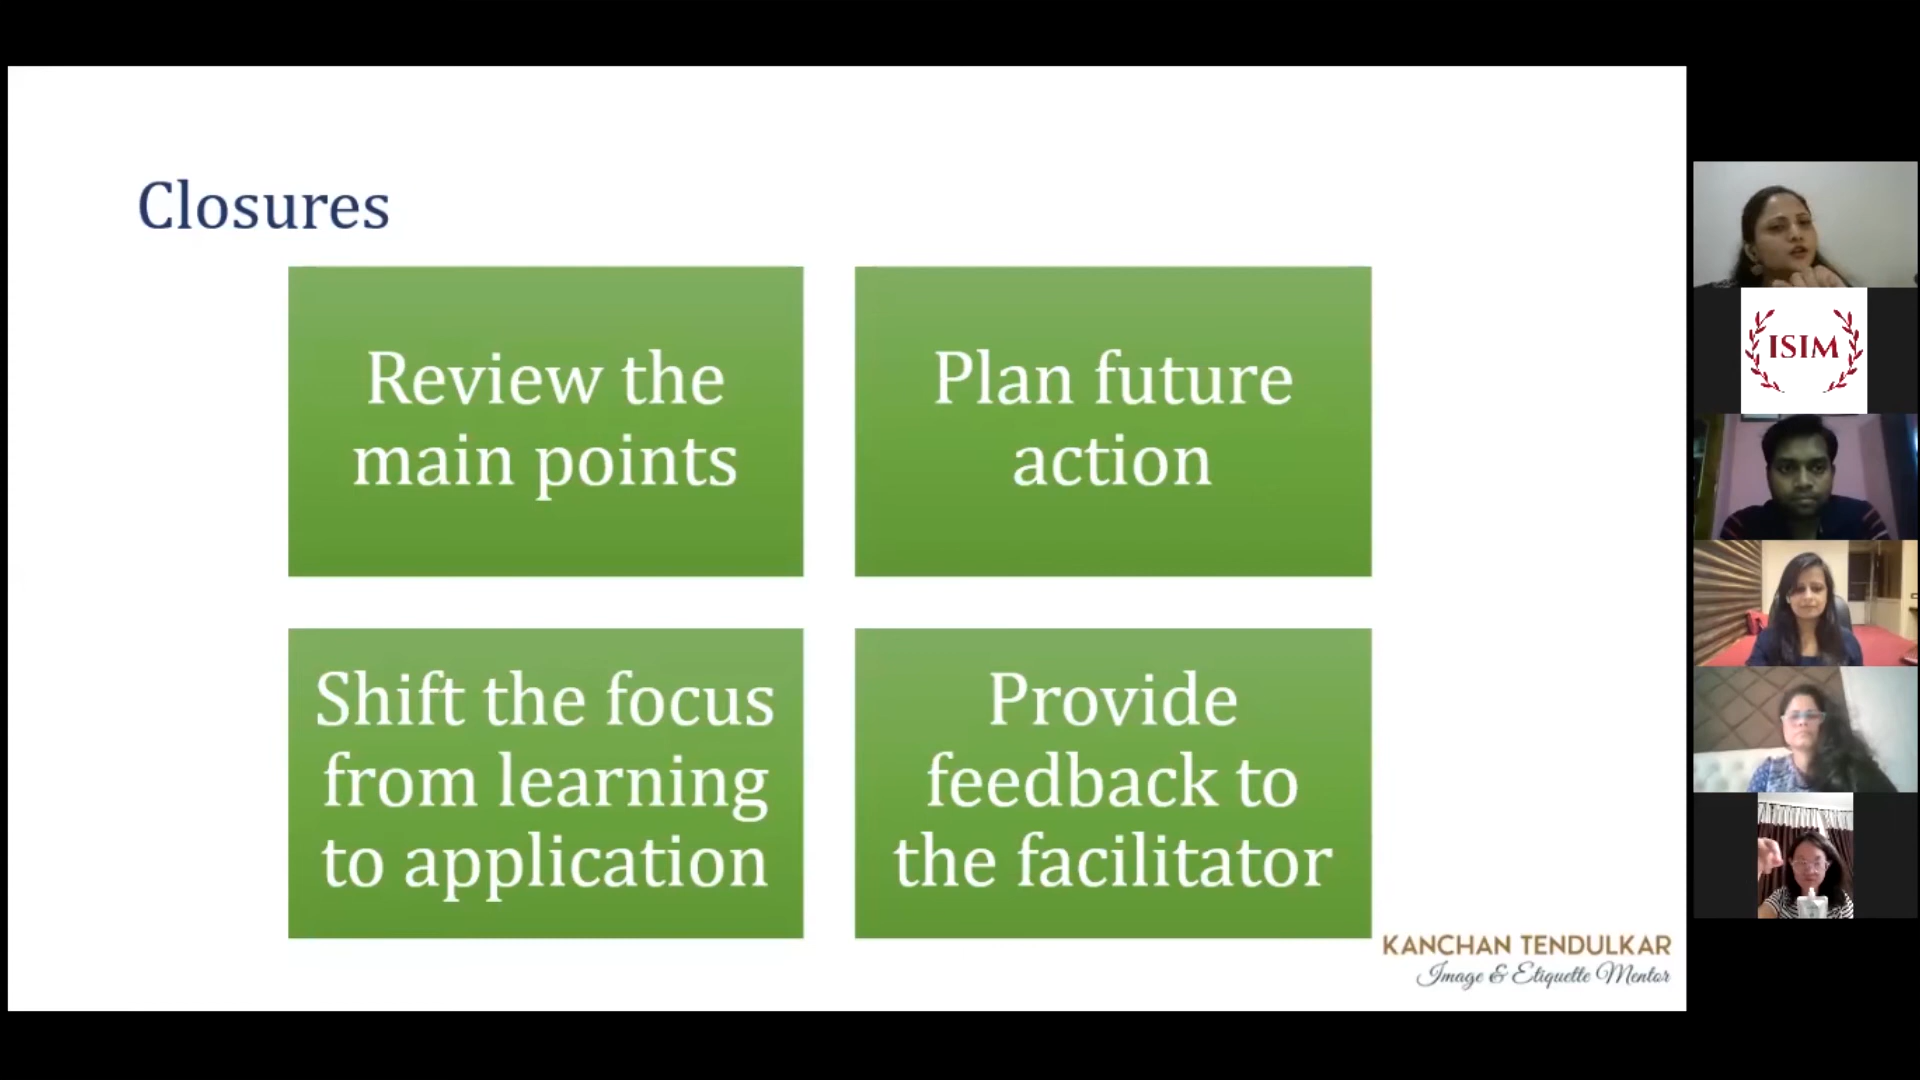 Closures
Review the
main points
Plan future
action
Shift the focus
from learning
to application
Provide
feedback to
the facilitator
KANCHAN TENDULKAR
Image & Etiquette Mentor
ISIM